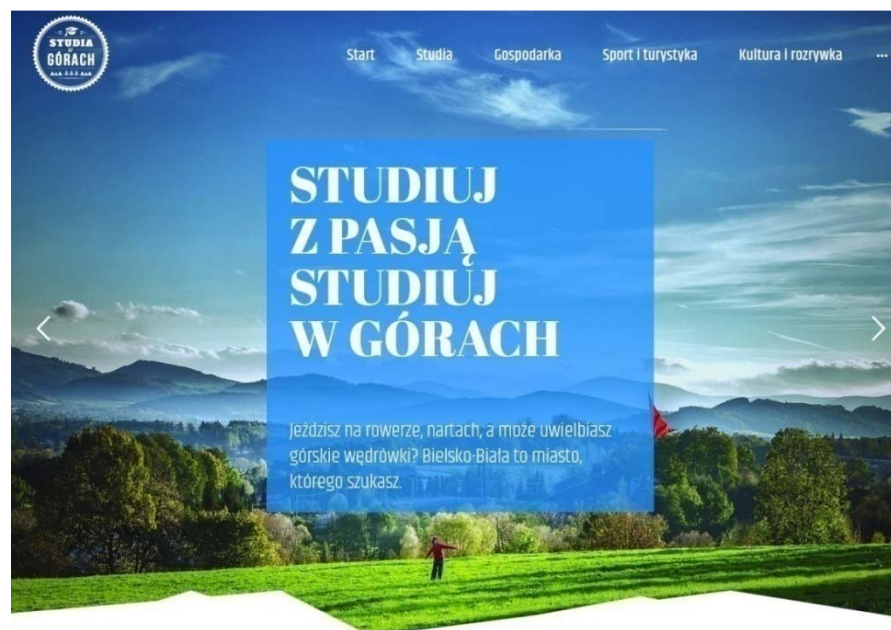 STUDIA
W
GÓRACH
Start
Studia
Gospodarka
Sport i turystyka
Kultura i rozrywka
...
STUDIUJ
Z PASJĄ
STUDIUJ
W GÓRACH
Jeździsz na rowerze, nartach, a może uwielbiasz
górskie wędrówki? Bielsko-Biała to miasto,
którego szukasz.